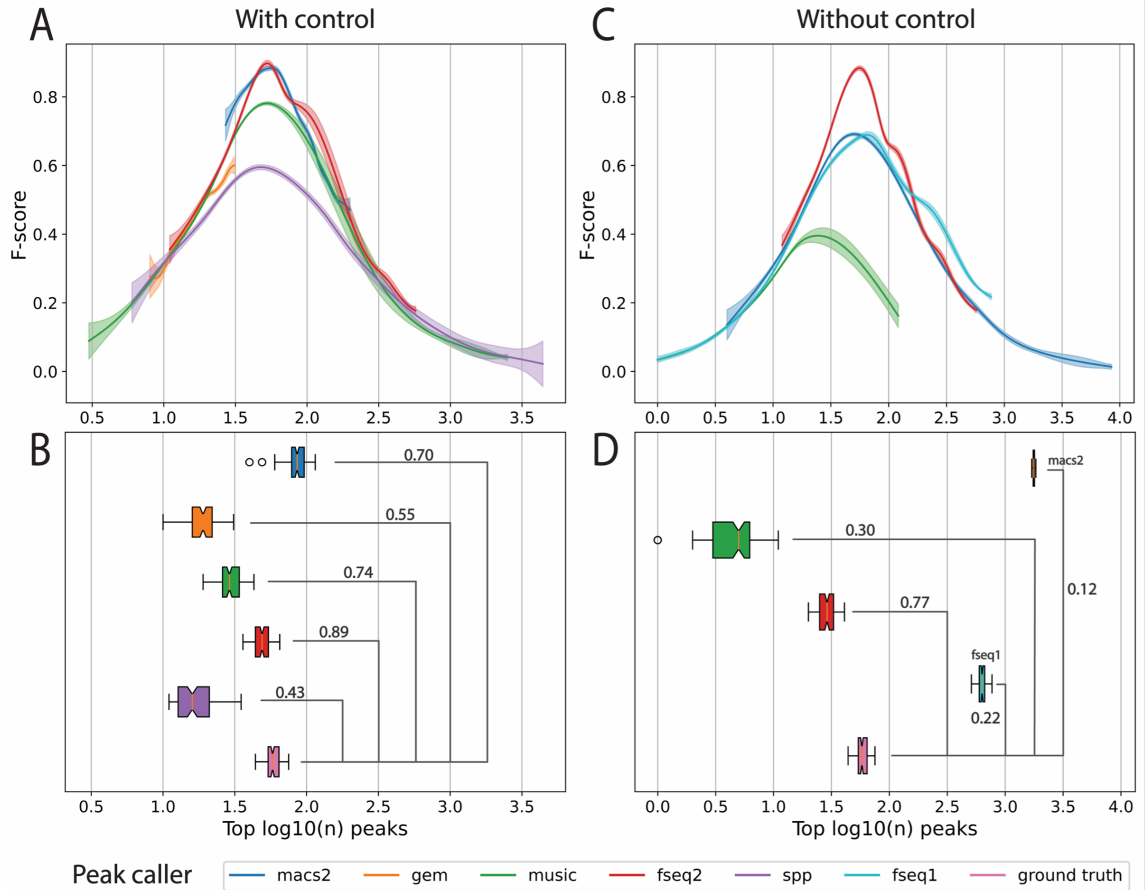 A With control
C Without control
F-score
0.8
0.6
0.4
0.2
0.0
0.5 1.0 1.5 2.0 2.5 3.0 3.5
F-score
0.8
0.6
0.4
0.2
0.0
0.0 0.5 1.0 1.5 2.0 2.5 3.0 3.5 4.0
B
0.70
0.55
0.74
0.89
0.43
0.5 1.0 1.5 2.0 2.5 3.0 3.5
Top log10(n) peaks
D
macs2
0.30
0.12
0.77
fseq1
0.22
0.0 0.5 1.0 1.5 2.0 2.5 3.0 3.5 4.0
Top log10(n) peaks
Peak caller macs2 gem music fseq2 spp fseq1 ground truth